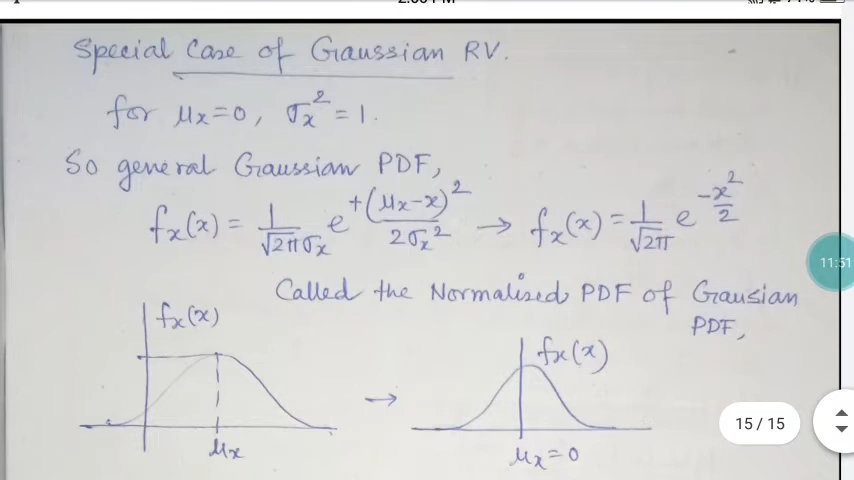 Special Case of Gaussian RV.
for μx=0, σx²=1.
So general Gaussian PDF,
fx(x) = 1/√2π σx e^+(μx-x)²/2σx² → fx(x) = 1/√2π e^-x²/2
11:51
Called the Normalised PDF of Grausian
PDF,
fx(x)
fx(x)
→
15 / 15
μx
μx=0